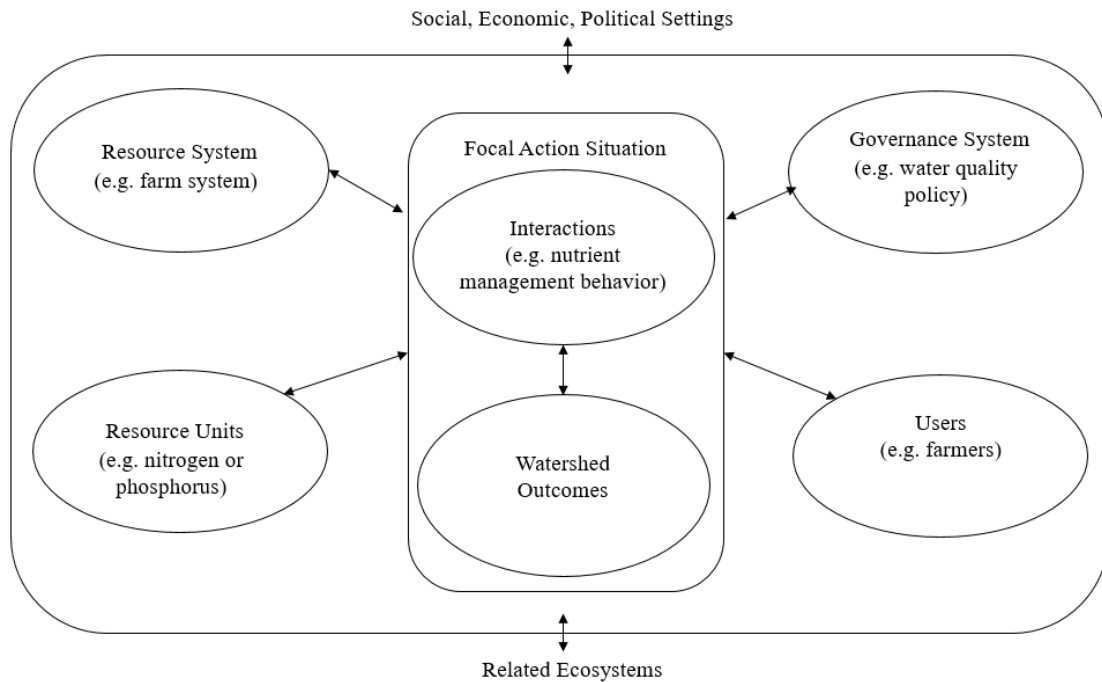 Social, Economic, Political Settings
Resource System
(e.g. farm system)
Focal Action Situation
Governance System
(e.g. water quality
policy)
Interactions
(e.g. nutrient
management behavior)
Resource Units
(e.g. nitrogen or
phosphorus)
Watershed
Outcomes
Users
(e.g. farmers)
Related Ecosystems